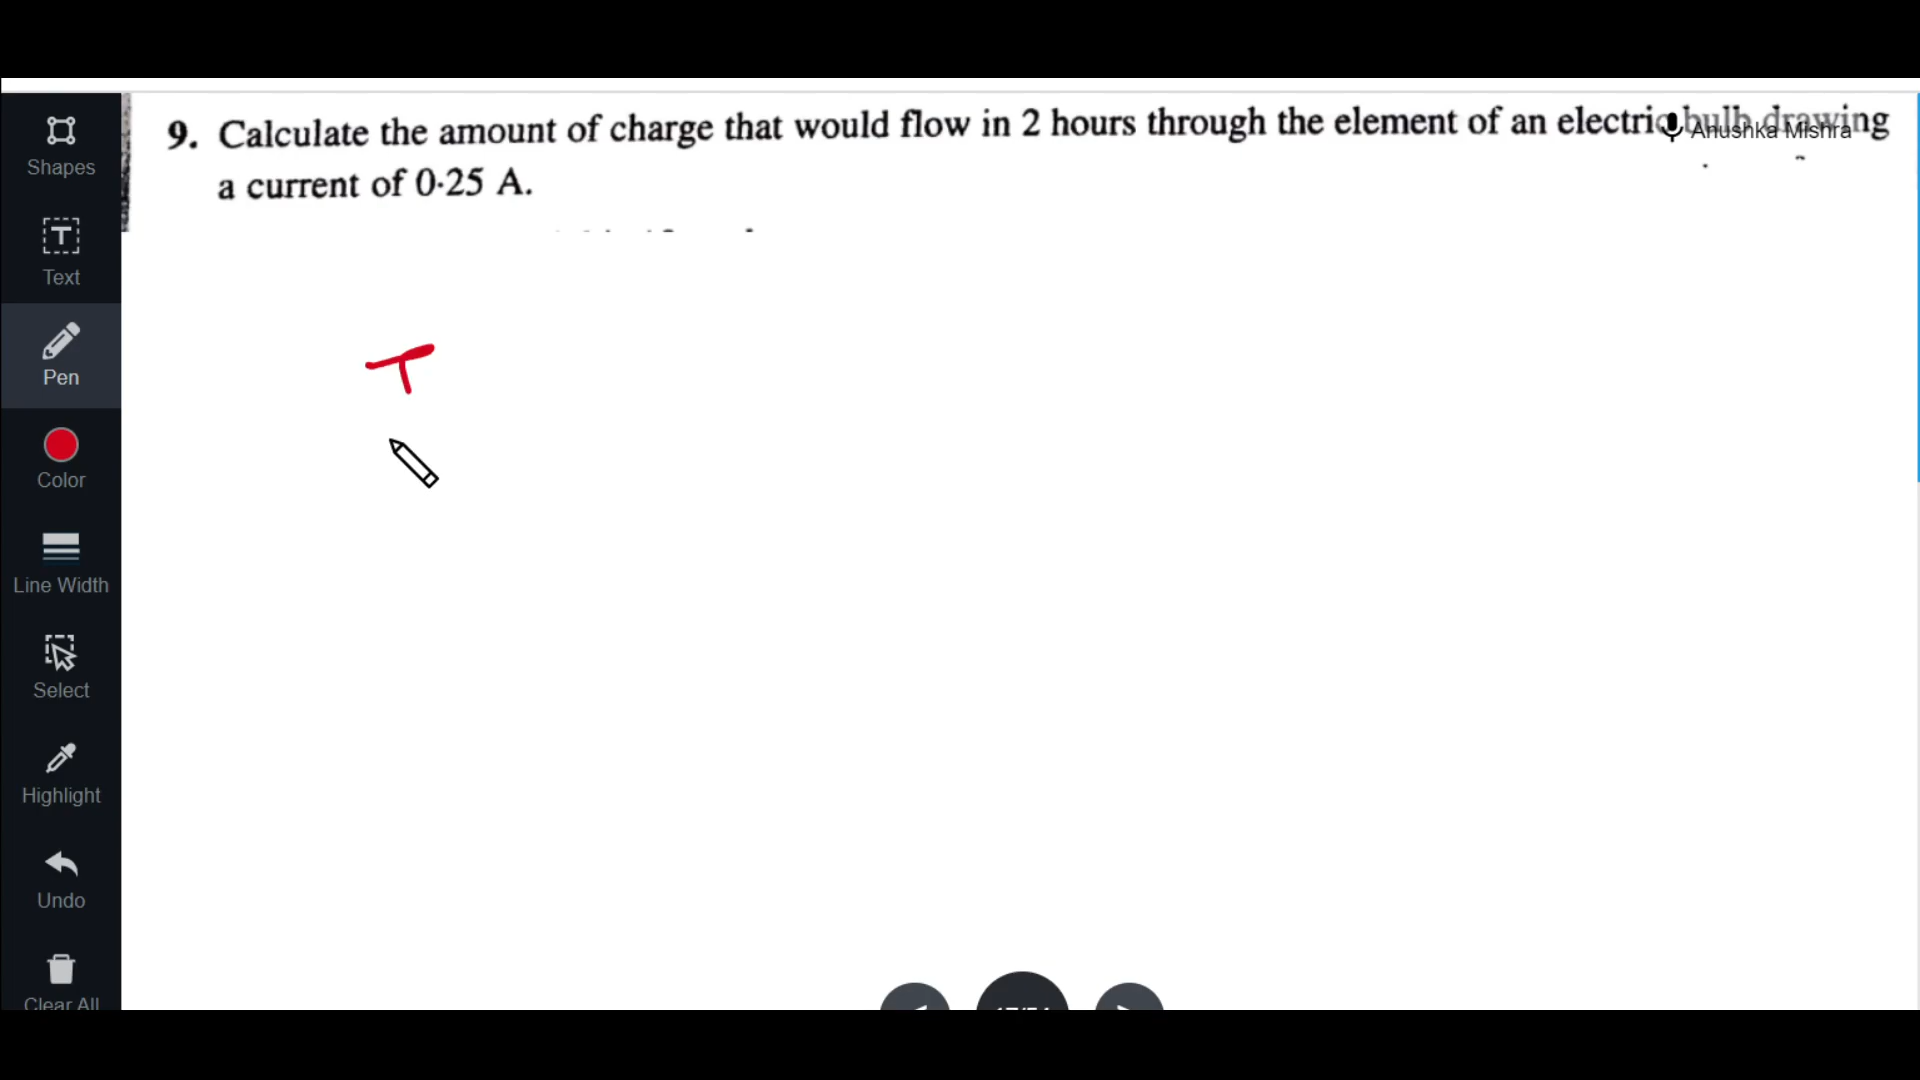 9. Calculate the amount of charge that would flow in 2 hours through the element of an electric bulb drawing
Anushka Mishra
a current of 0·25 A.
T
Shapes
Text
Pen
Color
Line Width
Select
Highlight
Undo
Clear All